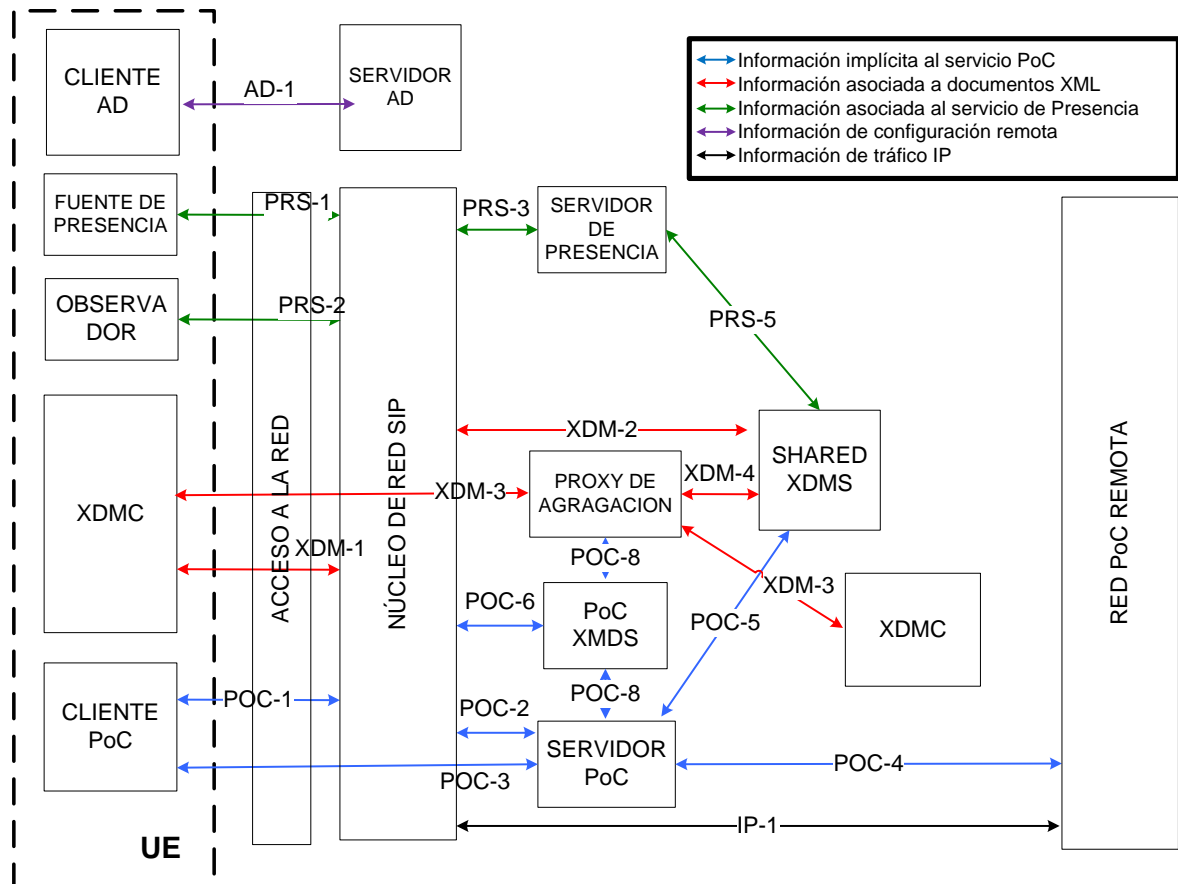 CLIENTE
AD
AD-1
SERVIDOR
AD
Información implícita al servicio PoC
Información asociada a documentos XML
Información asociada al servicio de Presencia
Información de configuración remota
Información de tráfico IP
FUENTE DE
PRESENCIA
PRS-1
PRS-3
SERVIDOR
DE
PRESENCIA
OBSERVA
DOR
PRS-2
PRS-5
ACCESO A LA RED
NÚCLEO DE RED SIP
RED PoC REMOTA
XDM-2
SHARED
XDMS
XDMC
XDM-3
PROXY DE
AGRAGACION
XDM-4
XDM-1
POC-8
XDM-3
POC-6
PoC
XMDS
POC-5
XDMC
CLIENTE
PoC
POC-1
POC-8
POC-2
SERVIDOR
PoC
POC-3
POC-4
IP-1
UE